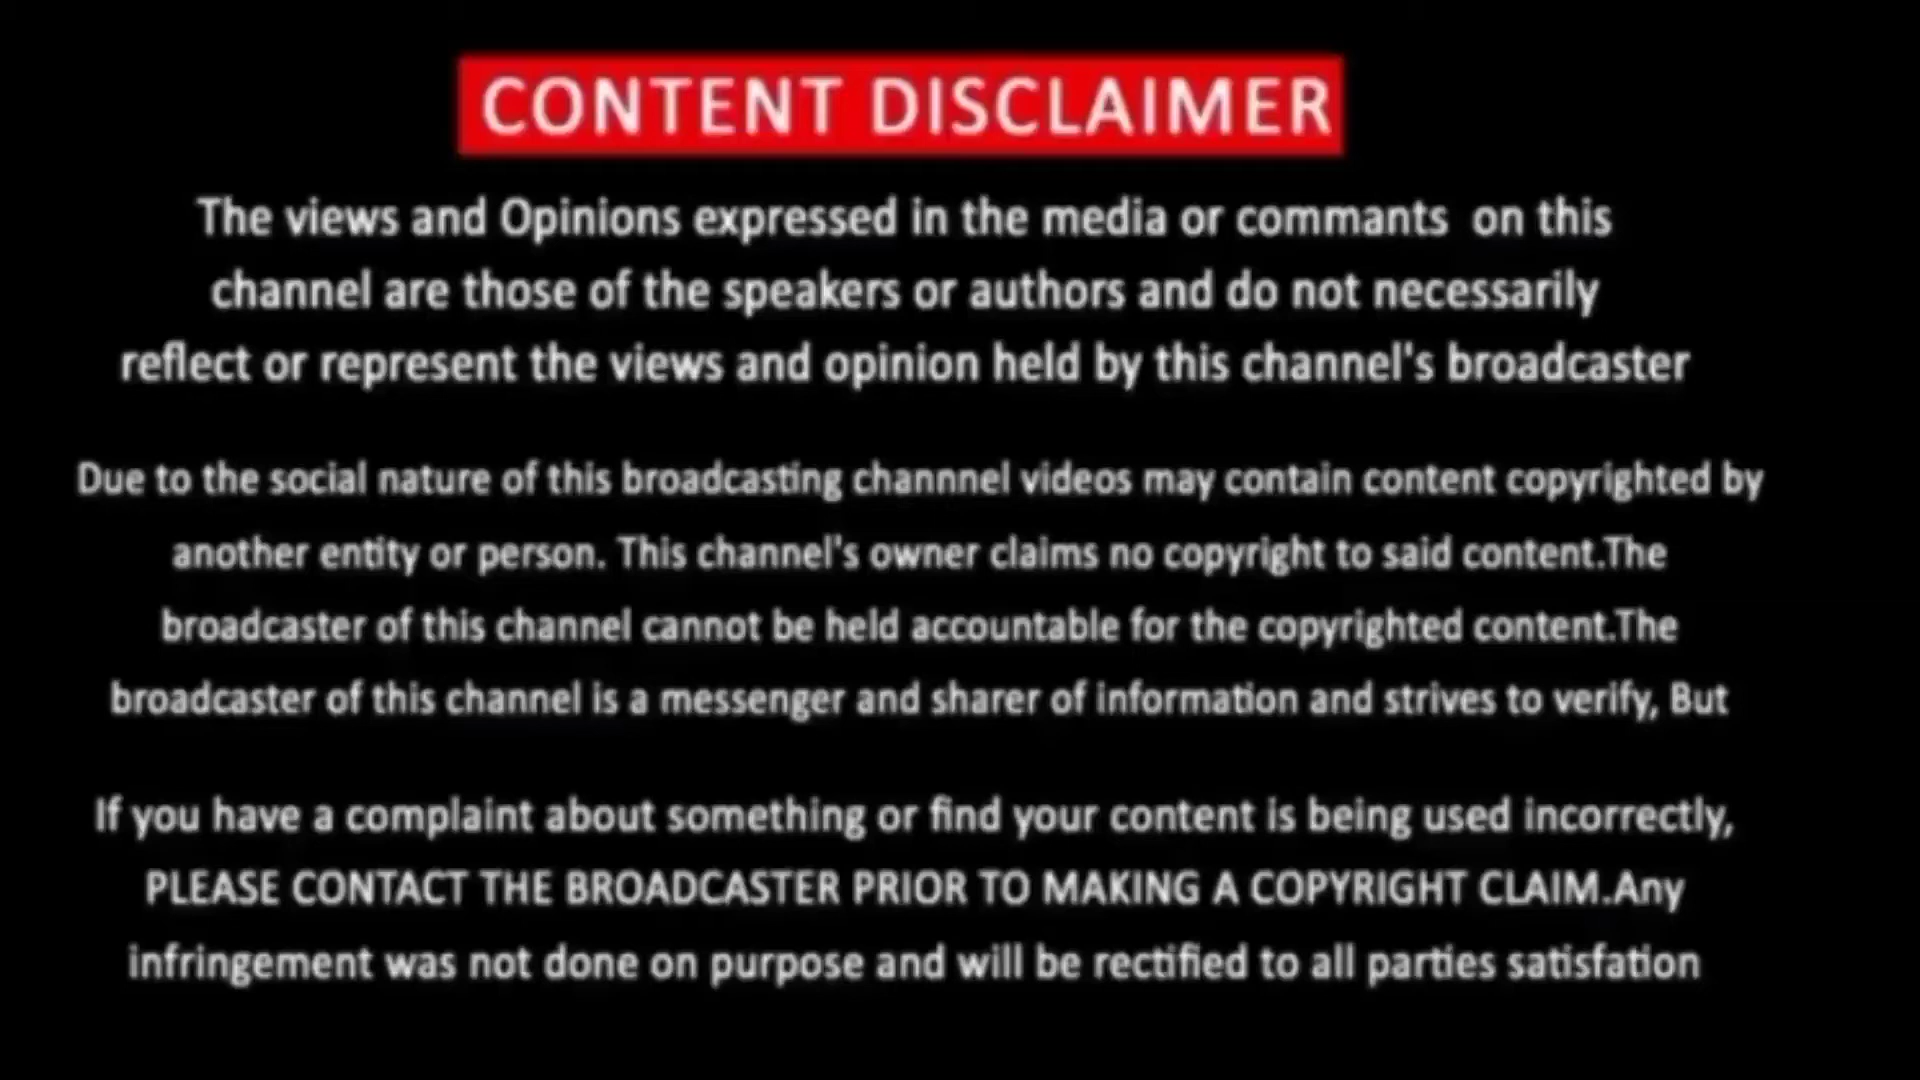 CONTENT DISCLAIMER
The views and Opinions expressed in the media or commants on this
channel are those of the speakers or authors and do not necessarily
reflect or represent the views and opinion held by this channel's broadcaster
Due to the social nature of this broadcasting channnel videos may contain content copyrighted by
another entity or person. This channel's owner claims no copyright to said content.The
broadcaster of this channel cannot be held accountable for the copyrighted content.The
broadcaster of this channel is a messenger and sharer of information and strives to verify, But
If you have a complaint about something or find your content is being used incorrectly,
PLEASE CONTACT THE BROADCASTER PRIOR TO MAKING A COPYRIGHT CLAIM.Any
infringement was not done on purpose and will be rectified to all parties satisfation